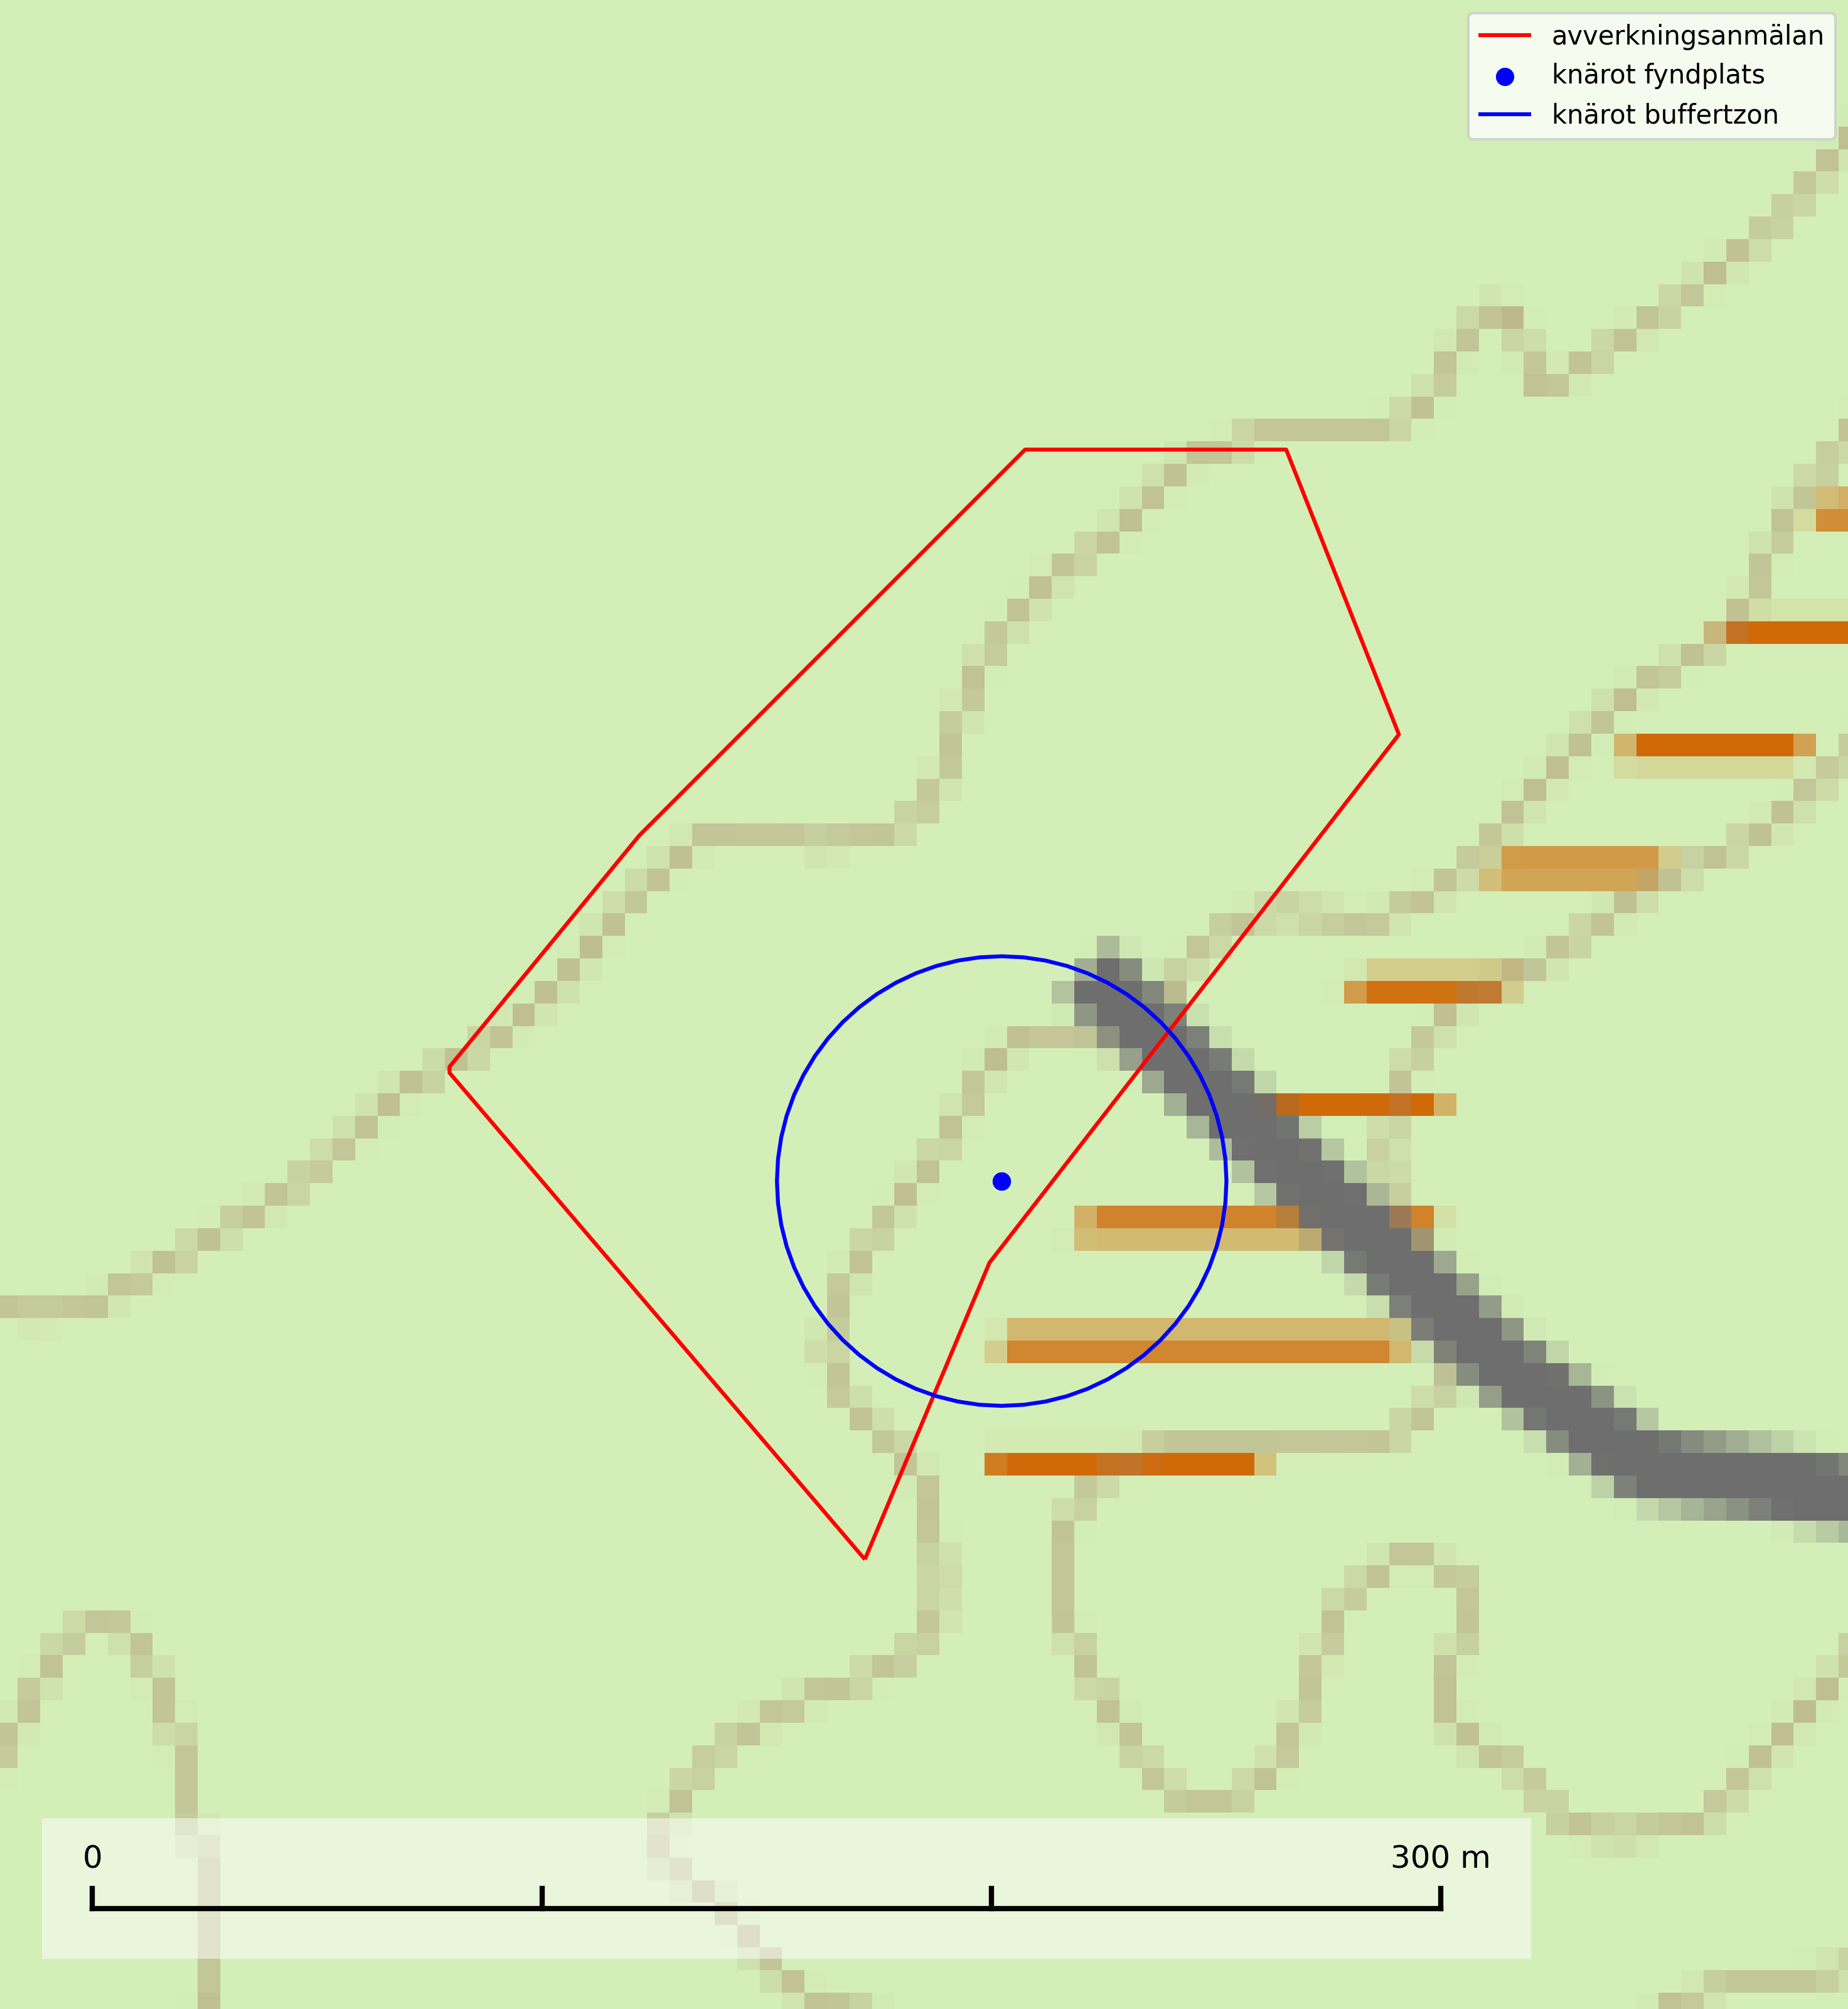 avverkningsanmälan
knärot fyndplats
knärot buffertzon
0
300 m